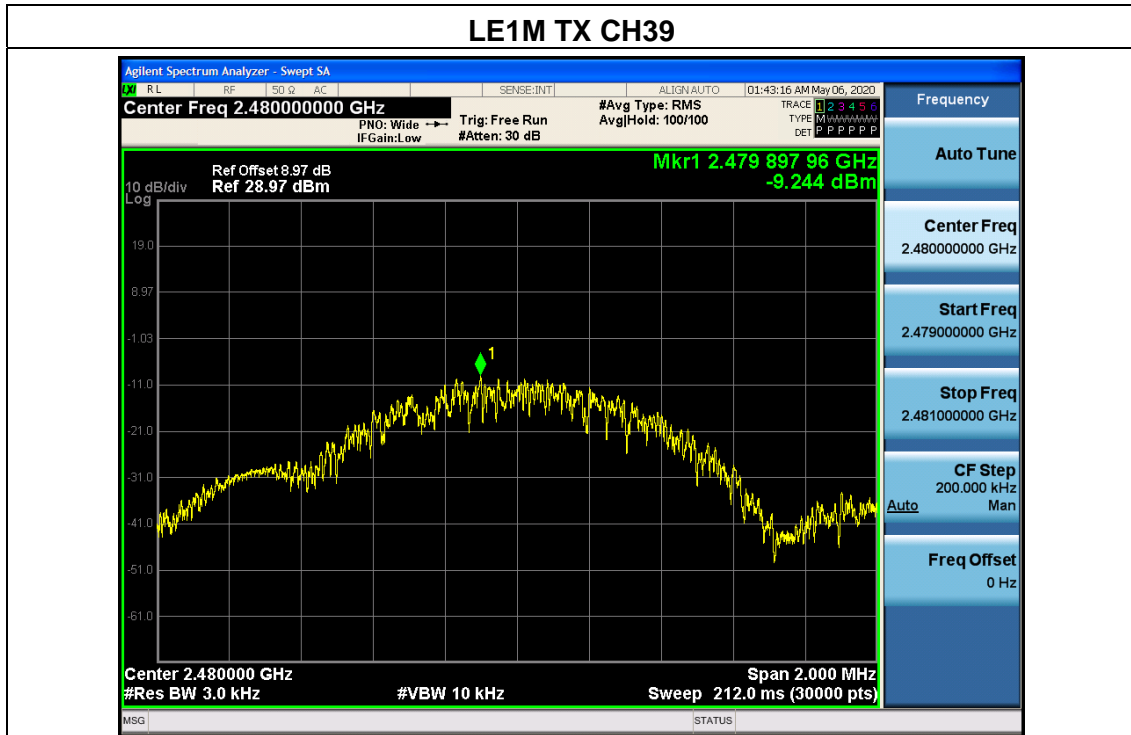 LE1M TX CH39
Agilent Spectrum Analyzer - Swept SA
LXI RL RF 50 Ω AC SENSE:INT ALIGN AUTO 01:43:16 AM May 06, 2020
Center Freq 2.480000000 GHz
PNO: Wide
IFGain:Low
Trig: Free Run
#Atten: 30 dB
#Avg Type: RMS
Avg|Hold: 100/100
TRACE 1 2 3 4 5 6
TYPE M
DET P P P P P P
Ref Offset 8.97 dB
10 dB/div Ref 28.97 dBm
Log
Mkr1 2.479 897 96 GHz
-9.244 dBm
19.0
8.97
-1.03
1
-11.0
-21.0
-31.0
-41.0
-51.0
-61.0
Center 2.480000 GHz Span 2.000 MHz
#Res BW 3.0 kHz #VBW 10 kHz Sweep 212.0 ms (30000 pts)
MSG STATUS
Frequency
Auto Tune
Center Freq
2.480000000 GHz
Start Freq
2.479000000 GHz
Stop Freq
2.481000000 GHz
CF Step
200.000 kHz
Auto Man
Freq Offset
0 Hz